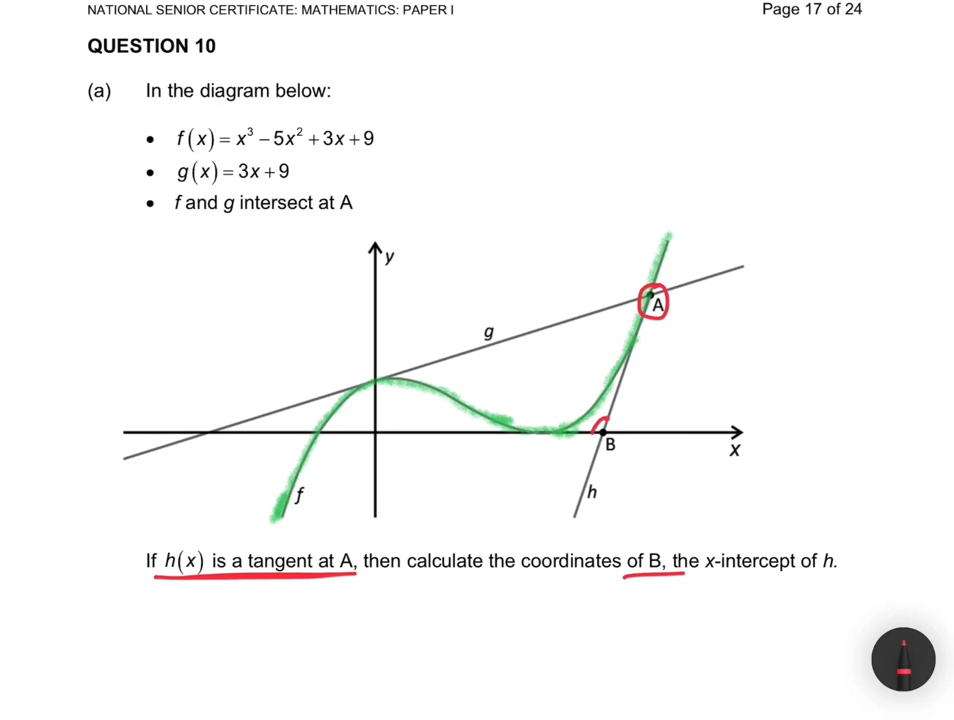 NATIONAL SENIOR CERTIFICATE: MATHEMATICS: PAPER I Page 17 of 24
QUESTION 10
(a) In the diagram below:
• f(x) = x³ – 5x² + 3x + 9
• g(x) = 3x + 9
• f and g intersect at A
y
A
g
B
x
h
f
If h(x) is a tangent at A, then calculate the coordinates of B, the x-intercept of h.